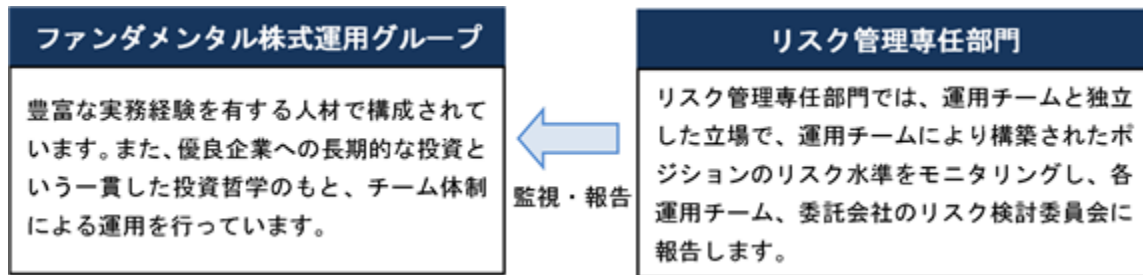 ファンダメンタル株式運用グループ
豊富な実務経験を有する人材で構成されて
います。また、優良企業への長期的な投資と
いう一貫した投資哲学のもと、チーム体制
による運用を行っています。
監視・報告
リスク管理専任部門
リスク管理専任部門では、運用チームと独立
した立場で、運用チームにより構築されたポ
ジションのリスク水準をモニタリングし、各
運用チーム、委託会社のリスク検討委員会に
報告します。